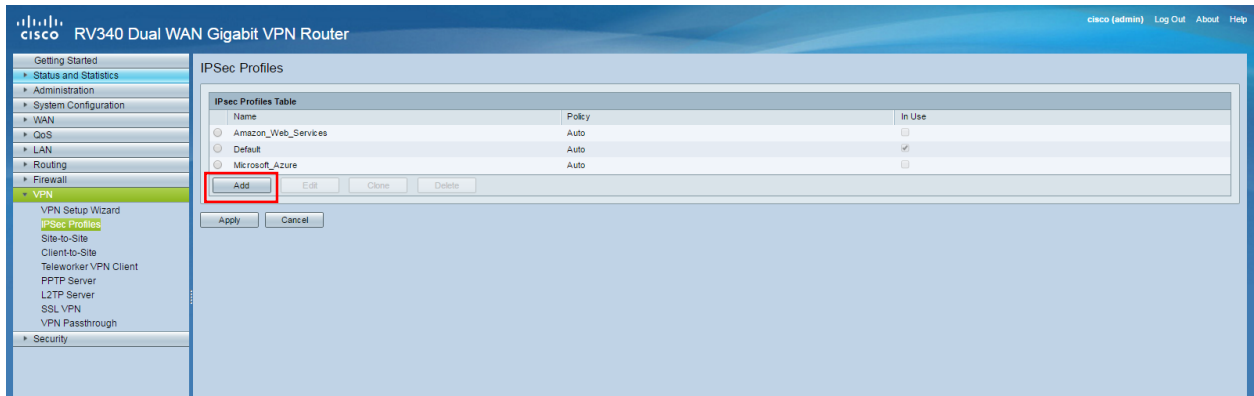 cisco (admin) Log Out About Help
cisco RV340 Dual WAN Gigabit VPN Router
Getting Started
Status and Statistics
Administration
System Configuration
WAN
QoS
LAN
Routing
Firewall
VPN
VPN Setup Wizard
IPSec Profiles
Site-to-Site
Client-to-Site
Teleworker VPN Client
PPTP Server
L2TP Server
SSL VPN
VPN Passthrough
Security
IPSec Profiles
IPsec Profiles Table
Name Policy In Use
Amazon_Web_Services Auto
Default Auto
Microsoft_Azure Auto
Add Edit Clone Delete
Apply Cancel